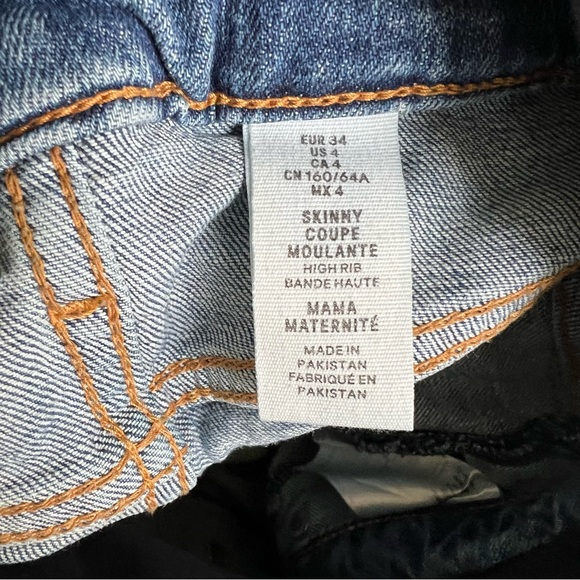 EUR 34
US 4
CA 4
CN 160/64A
MX 4
SKINNY
COUPE
MOULANTE
HIGH RIB
BANDE HAUTE
MAMA
MATERNITÉ
MADE IN
PAKISTAN
FABRIQUÉ EN
PAKISTAN